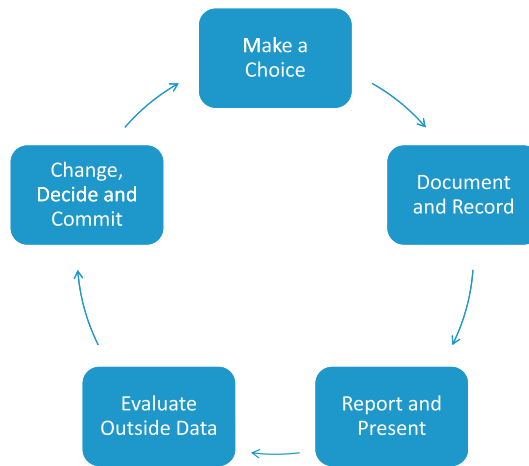 Make a
Choice
Document
and Record
Report and
Present
Evaluate
Outside Data
Change,
Decide and
Commit